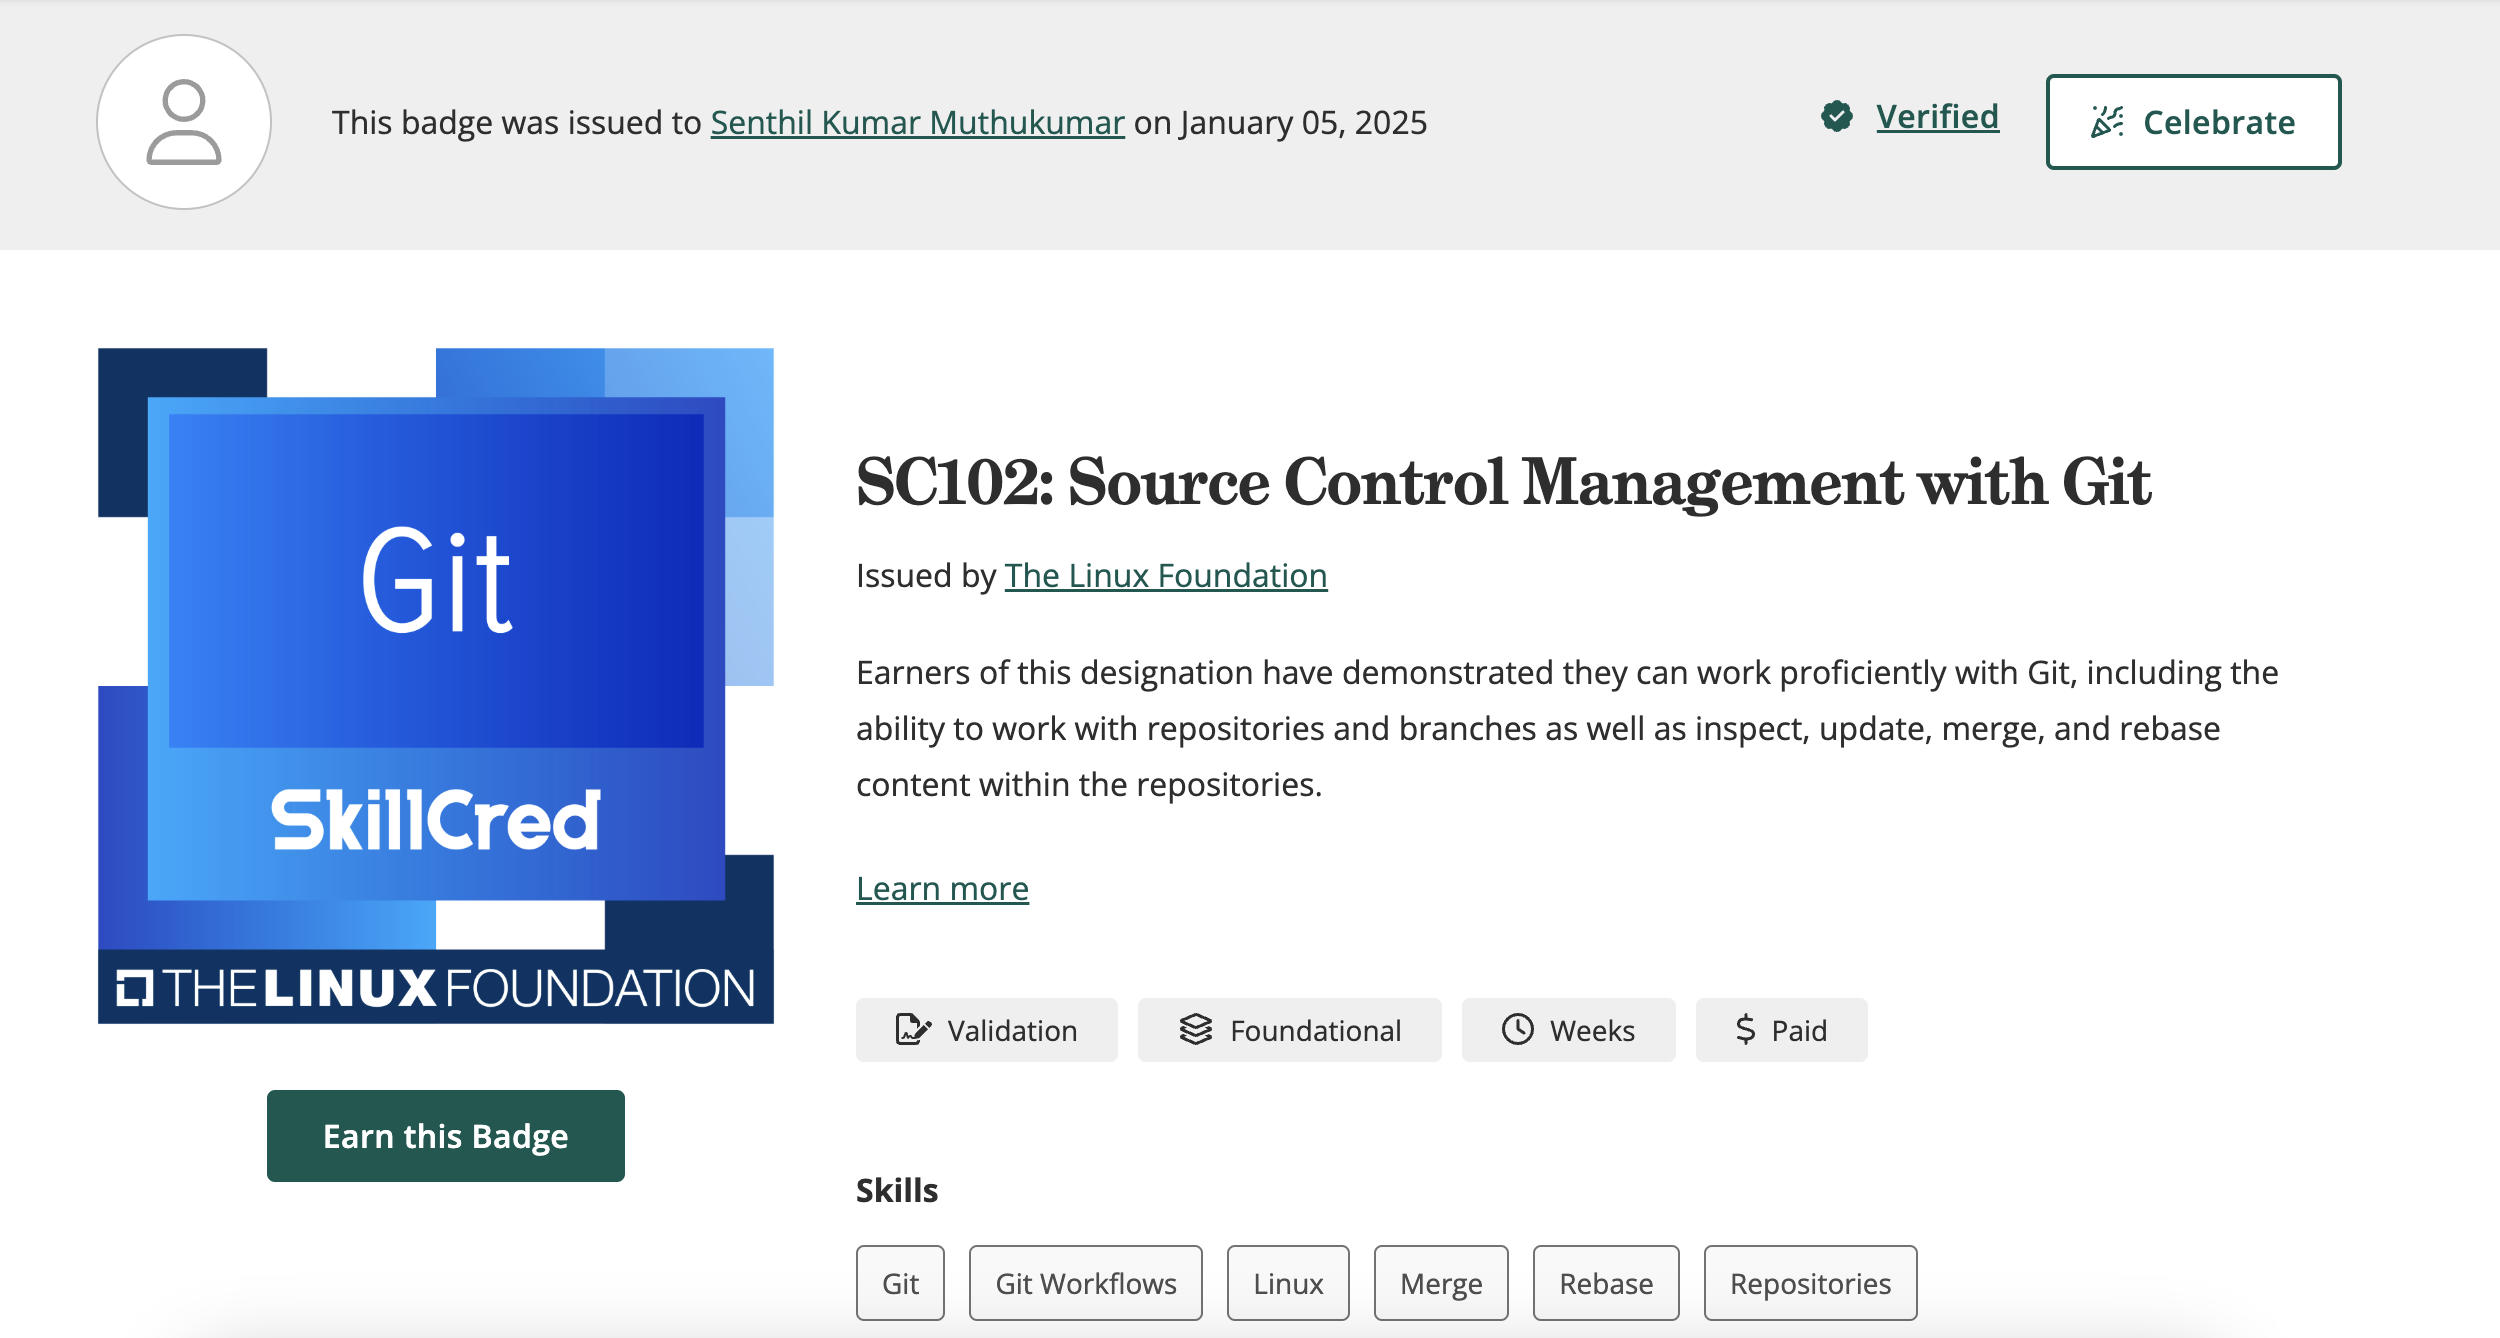 This badge was issued to Senthil Kumar Muthukumar on January 05, 2025
Verified
Celebrate
Git
SkillCred
THE LINUX FOUNDATION
Earn this Badge
SC102: Source Control Management with Git
Issued by The Linux Foundation
Earners of this designation have demonstrated they can work proficiently with Git, including the
ability to work with repositories and branches as well as inspect, update, merge, and rebase
content within the repositories.
Learn more
Validation
Foundational
Weeks
Paid
Skills
Git
Git Workflows
Linux
Merge
Rebase
Repositories